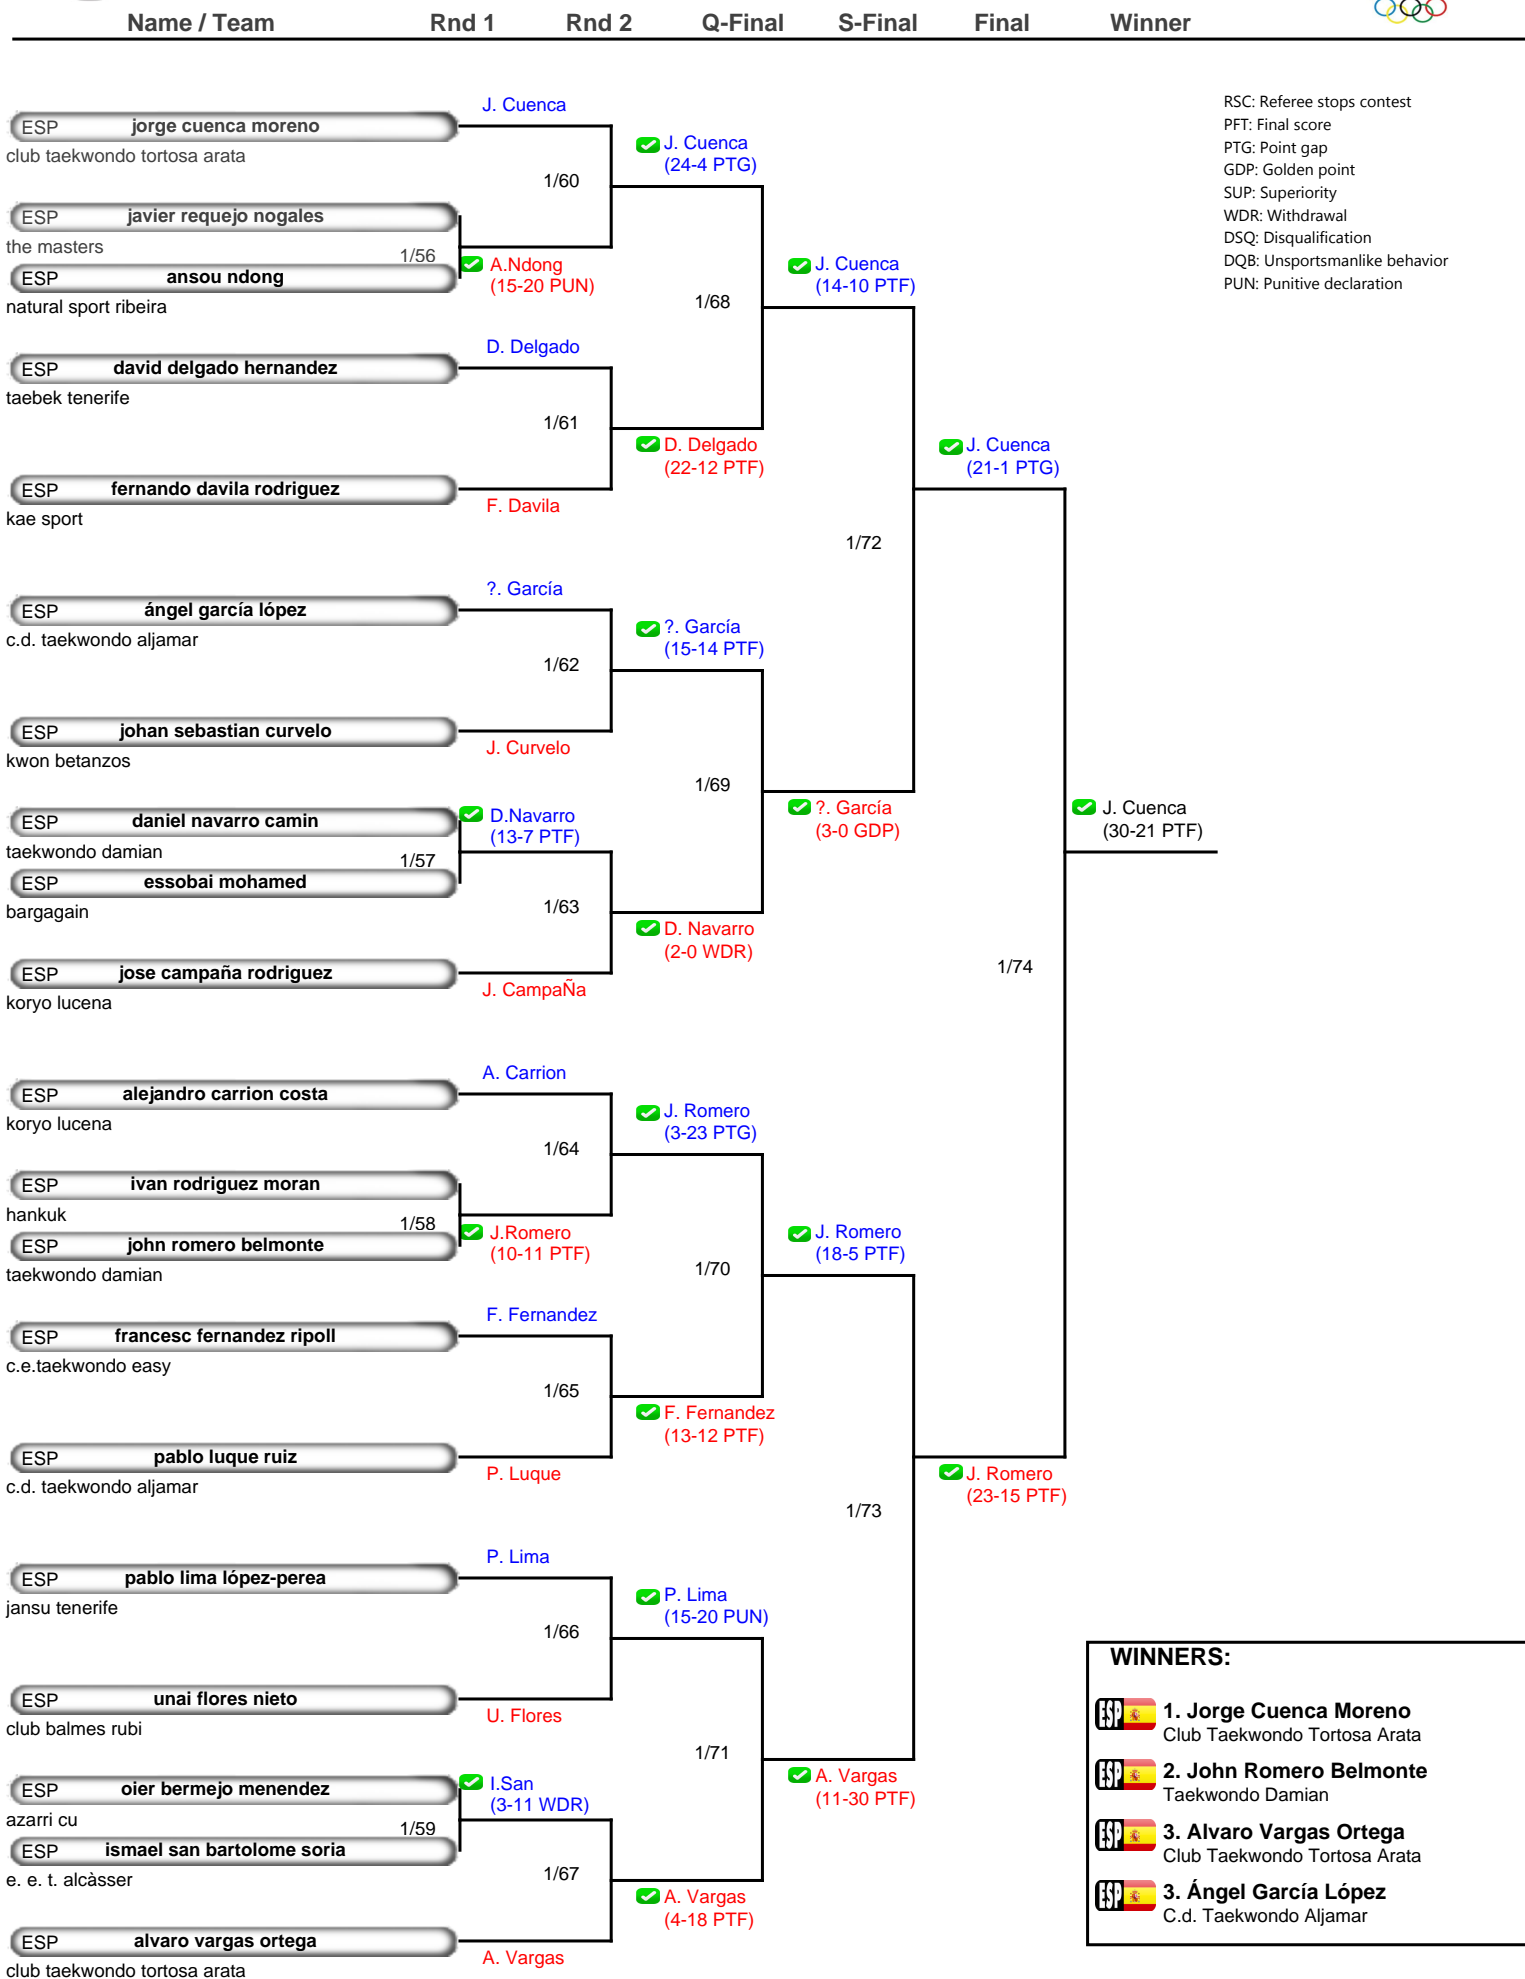 Name / Team Rnd 1 Rnd 2 Q-Final S-Final Final Winner
RSC: Referee stops contest
PFT: Final score
PTG: Point gap
GDP: Golden point
SUP: Superiority
WDR: Withdrawal
DSQ: Disqualification
DQB: Unsportsmanlike behavior
PUN: Punitive declaration
J. Cuenca
ESP jorge cuenca moreno
club taekwondo tortosa arata
J. Cuenca
(24-4 PTG)
1/60
ESP javier requejo nogales
the masters
1/56
ESP ansou ndong
natural sport ribeira
A.Ndong
(15-20 PUN)
J. Cuenca
(14-10 PTF)
1/68
D. Delgado
ESP david delgado hernandez
taebek tenerife
1/61
D. Delgado
(22-12 PTF)
J. Cuenca
(21-1 PTG)
ESP fernando davila rodriguez
kae sport
F. Davila
1/72
?. García
ESP ángel garcía lópez
c.d. taekwondo aljamar
?. García
(15-14 PTF)
1/62
ESP johan sebastian curvelo
kwon betanzos
J. Curvelo
1/69
ESP daniel navarro camin
taekwondo damian
D.Navarro
(13-7 PTF)
1/57
ESP essobai mohamed
bargagain
?. García
(3-0 GDP)
J. Cuenca
(30-21 PTF)
1/63
D. Navarro
(2-0 WDR)
ESP jose campaña rodriguez
koryo lucena
J. CampaÑa
1/74
A. Carrion
ESP alejandro carrion costa
koryo lucena
J. Romero
(3-23 PTG)
1/64
ESP ivan rodriguez moran
hankuk
1/58
ESP john romero belmonte
taekwondo damian
J.Romero
(10-11 PTF)
J. Romero
(18-5 PTF)
1/70
F. Fernandez
ESP francesc fernandez ripoll
c.e.taekwondo easy
1/65
F. Fernandez
(13-12 PTF)
ESP pablo luque ruiz
c.d. taekwondo aljamar
P. Luque
J. Romero
(23-15 PTF)
1/73
P. Lima
ESP pablo lima lópez-perea
jansu tenerife
P. Lima
(15-20 PUN)
1/66
ESP unai flores nieto
club balmes rubi
U. Flores
1/71
ESP oier bermejo menendez
azarri cu
I.San
(3-11 WDR)
1/59
ESP ismael san bartolome soria
e. e. t. alcàsser
A. Vargas
(11-30 PTF)
1/67
A. Vargas
(4-18 PTF)
ESP alvaro vargas ortega
club taekwondo tortosa arata
A. Vargas
WINNERS:
ESP 1. Jorge Cuenca Moreno
Club Taekwondo Tortosa Arata
ESP 2. John Romero Belmonte
Taekwondo Damian
ESP 3. Alvaro Vargas Ortega
Club Taekwondo Tortosa Arata
ESP 3. Ángel García López
C.d. Taekwondo Aljamar